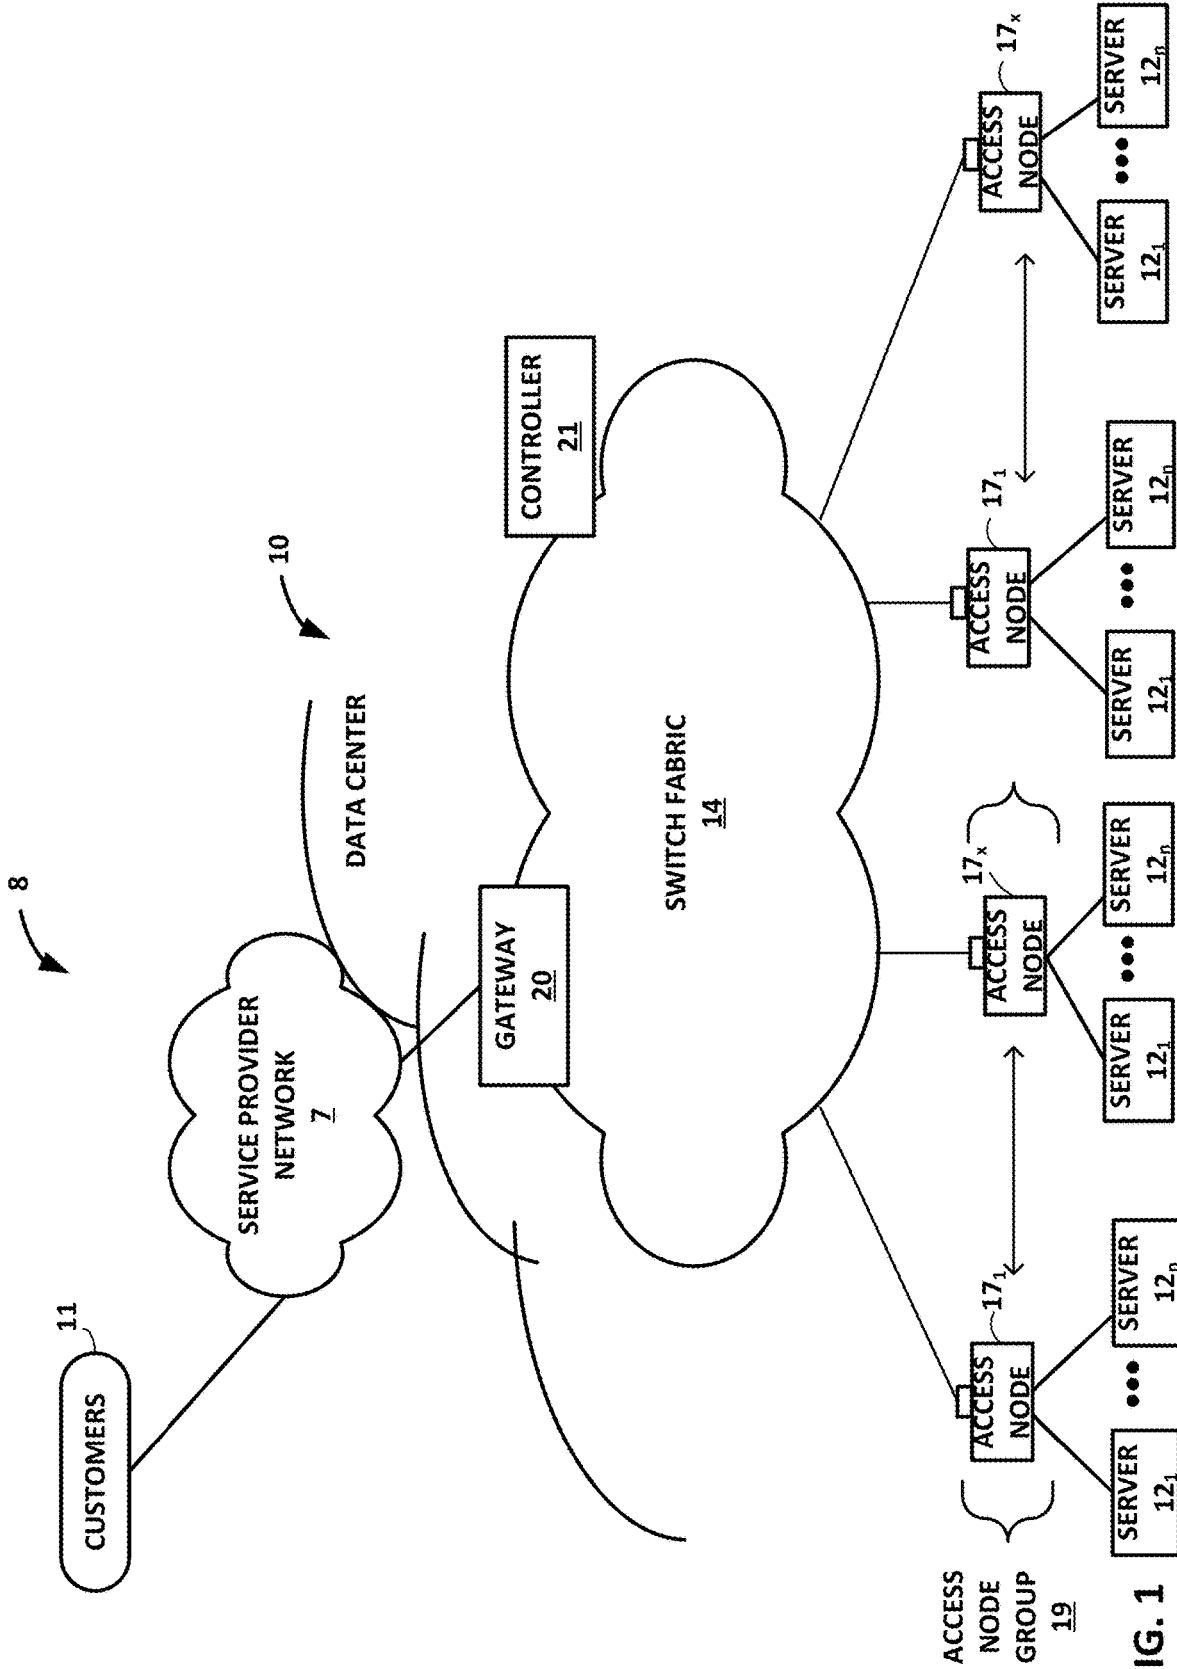 8
CUSTOMERS
11
SERVICE PROVIDER
NETWORK
7
10
DATA CENTER
GATEWAY
20
CONTROLLER
21
SWITCH FABRIC
14
ACCESS
NODE
GROUP
19
ACCESS
NODE
17₁
ACCESS
NODE
17ₓ
ACCESS
NODE
17₁
ACCESS
NODE
17ₓ
SERVER
12₁
SERVER
12ₙ
SERVER
12₁
SERVER
12ₙ
SERVER
12₁
SERVER
12ₙ
SERVER
12₁
SERVER
12ₙ
IG. 1